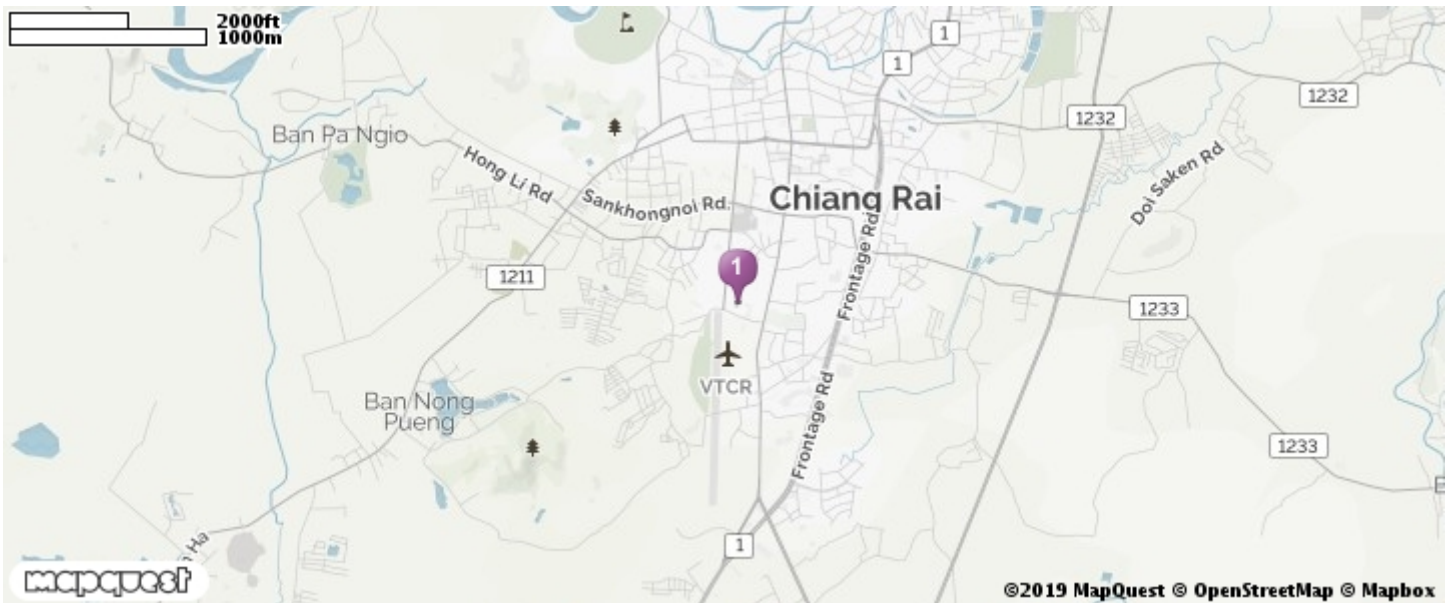 2000ft
1000m
1
1
1232
1232
Ban Pa Ngio
Hong Li Rd
Sankhongnoi Rd.
Chiang Rai
Doi Saken Rd
1211
1
Frontage Rd
1233
1233
VTCR
Ban Nong
Pueng
Frontage Rd
1
Ha
mapquest
©2019 MapQuest © OpenStreetMap © Mapbox